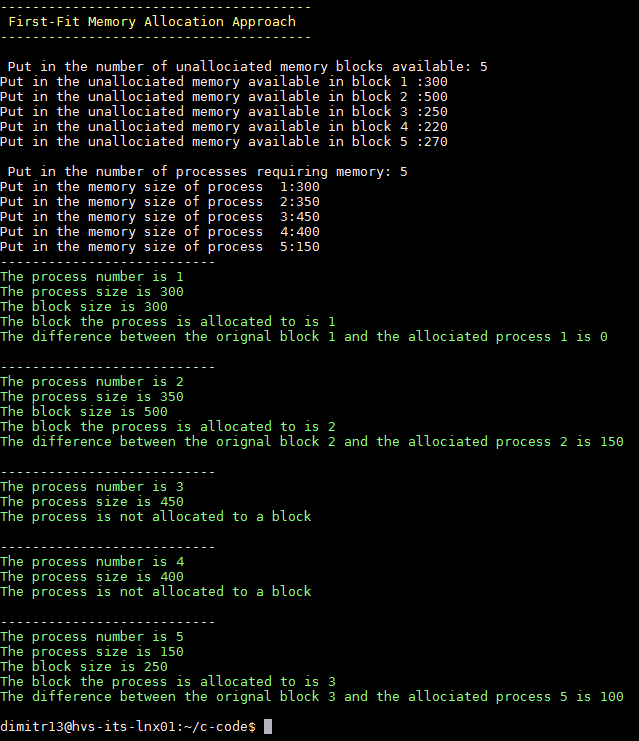 ---------------------------------------
 First-Fit Memory Allocation Approach
---------------------------------------
 Put in the number of unallociated memory blocks available: 5
Put in the unallociated memory available in block 1 :300
Put in the unallociated memory available in block 2 :500
Put in the unallociated memory available in block 3 :250
Put in the unallociated memory available in block 4 :220
Put in the unallociated memory available in block 5 :270
 Put in the number of processes requiring memory: 5
Put in the memory size of process  1:300
Put in the memory size of process  2:350
Put in the memory size of process  3:450
Put in the memory size of process  4:400
Put in the memory size of process  5:150
---------------------------
The process number is 1
The process size is 300
The block size is 300
The block the process is allocated to is 1
The difference between the orignal block 1 and the allociated process 1 is 0
---------------------------
The process number is 2
The process size is 350
The block size is 500
The block the process is allocated to is 2
The difference between the orignal block 2 and the allociated process 2 is 150
---------------------------
The process number is 3
The process size is 450
The process is not allocated to a block
---------------------------
The process number is 4
The process size is 400
The process is not allocated to a block
---------------------------
The process number is 5
The process size is 150
The block size is 250
The block the process is allocated to is 3
The difference between the orignal block 3 and the allociated process 5 is 100
dimitr13@hvs-its-lnx01:~/c-code$